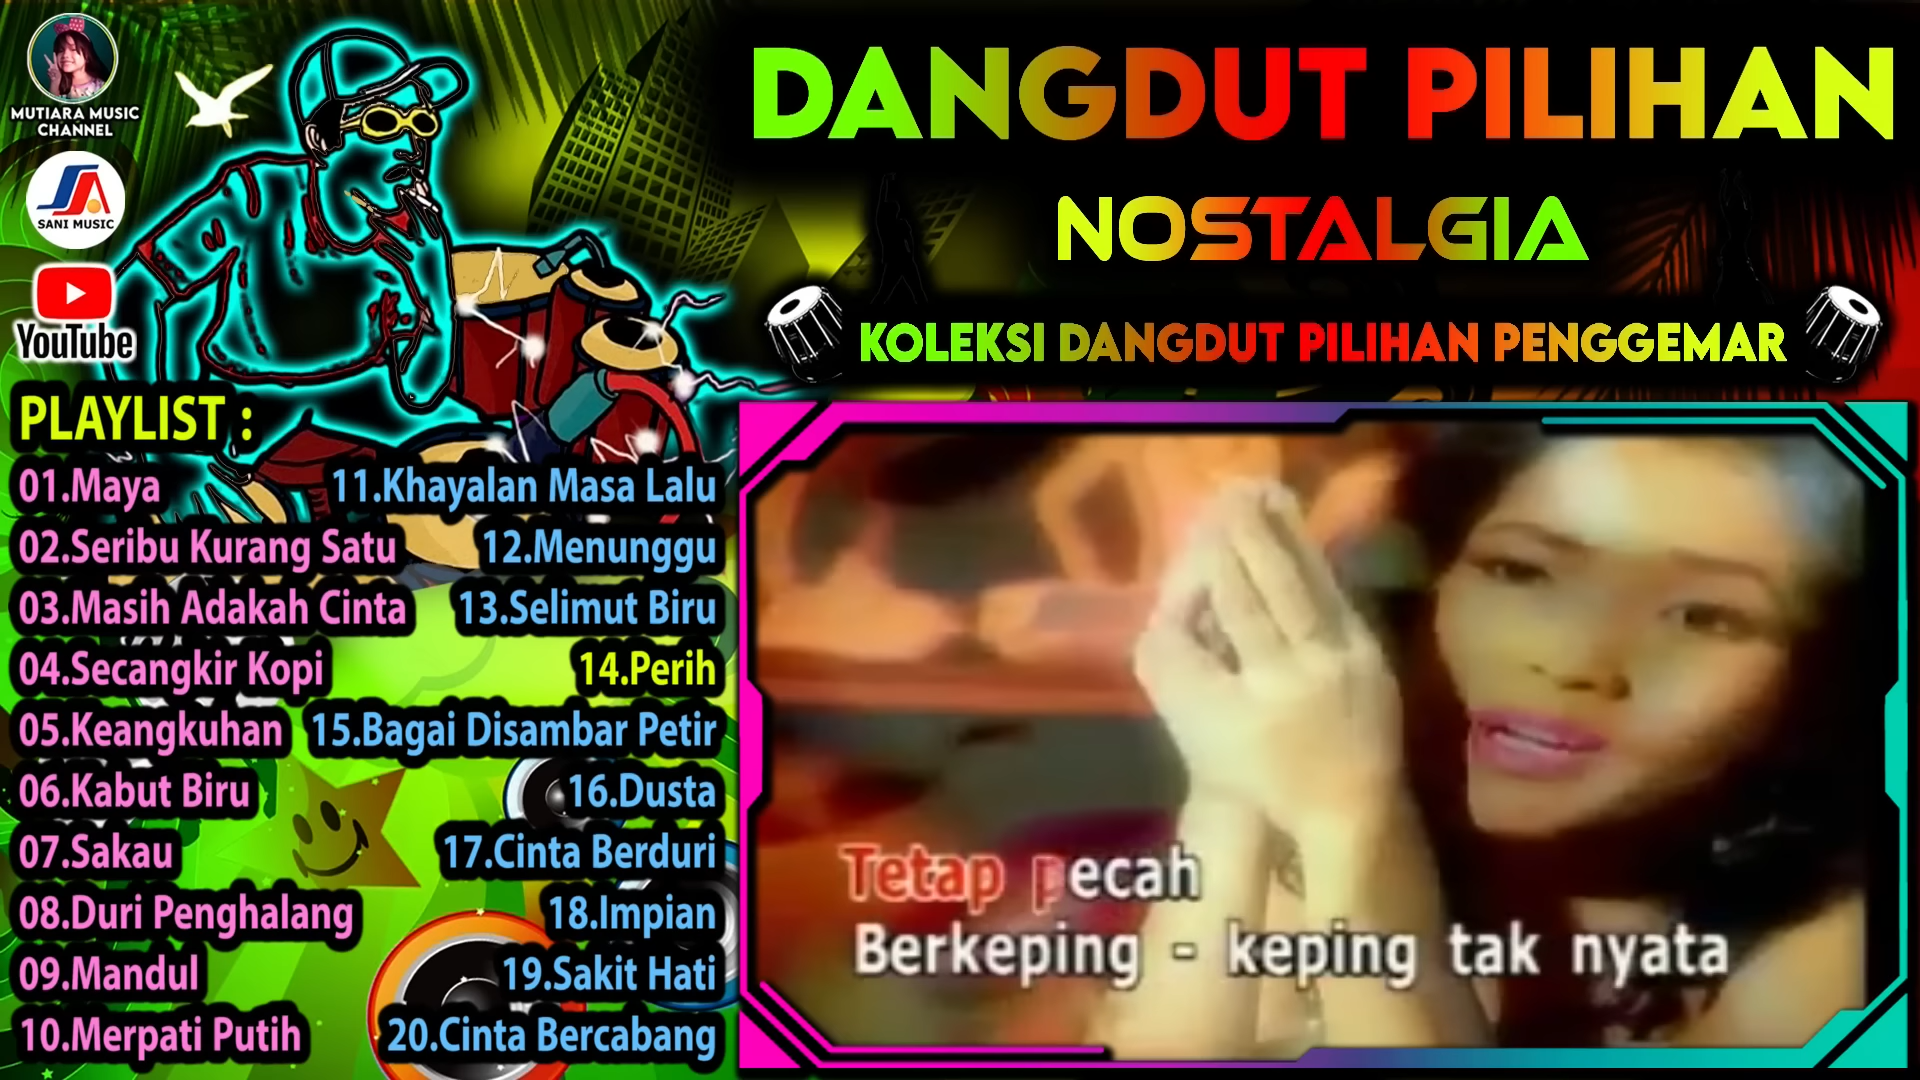 MUTIARA MUSIC
CHANNEL
SANI MUSIC
YouTube
DANGDUT PILIHAN
NOSTALGIA
KOLEKSI DANGDUT PILIHAN PENGGEMAR
PLAYLIST :
01.Maya
02.Seribu Kurang Satu
03.Masih Adakah Cinta
04.Secangkir Kopi
05.Keangkuhan
06.Kabut Biru
07.Sakau
08.Duri Penghalang
09.Mandul
10.Merpati Putih
11.Khayalan Masa Lalu
12.Menunggu
13.Selimut Biru
14.Perih
15.Bagai Disambar Petir
16.Dusta
17.Cinta Berduri
18.Impian
19.Sakit Hati
20.Cinta Bercabang
Tetap pecah
Berkeping - keping tak nyata